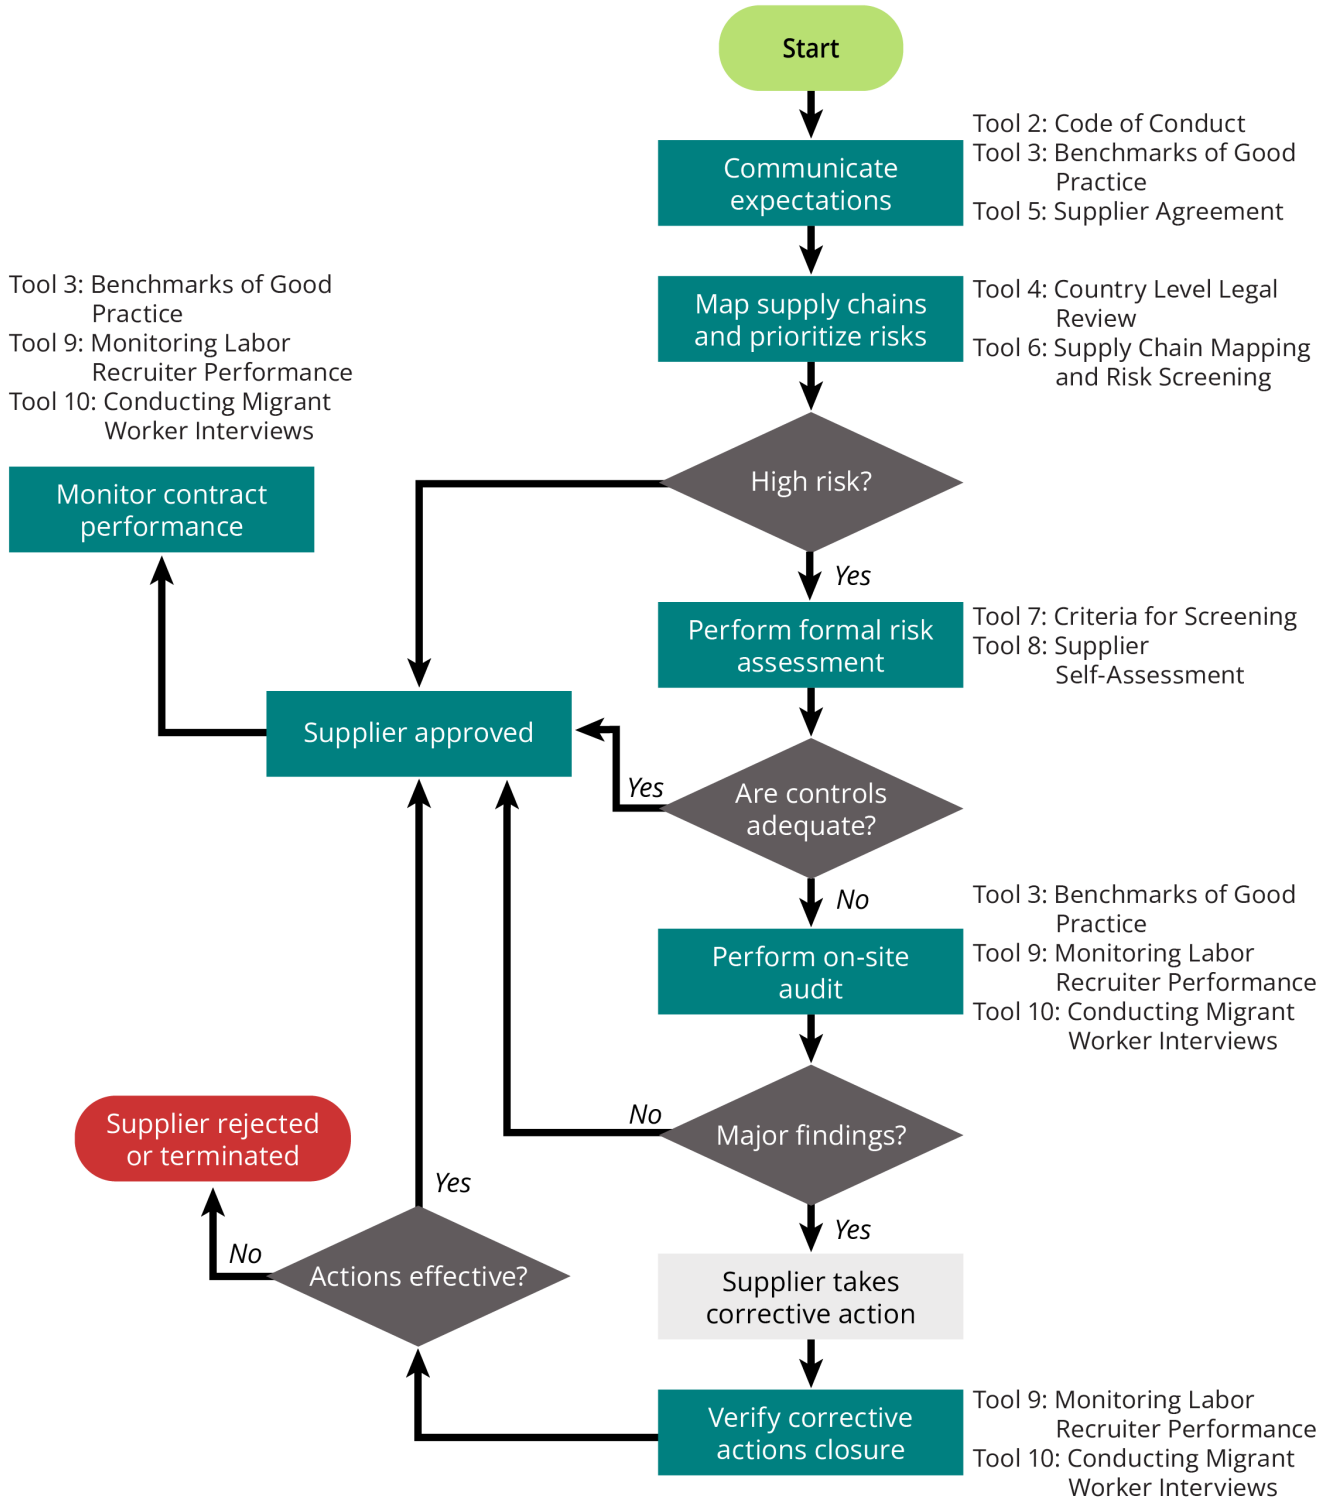 Start
Communicate
expectations
Tool 2: Code of Conduct
Tool 3: Benchmarks of Good
Practice
Tool 5: Supplier Agreement
Map supply chains
and prioritize risks
Tool 4: Country Level Legal
Review
Tool 6: Supply Chain Mapping
and Risk Screening
Tool 3: Benchmarks of Good
Practice
Tool 9: Monitoring Labor
Recruiter Performance
Tool 10: Conducting Migrant
Worker Interviews
Monitor contract
performance
High risk?
Yes
Perform formal risk
assessment
Tool 7: Criteria for Screening
Tool 8: Supplier
Self-Assessment
Supplier approved
Yes
Are controls
adequate?
No
Perform on-site
audit
Tool 3: Benchmarks of Good
Practice
Tool 9: Monitoring Labor
Recruiter Performance
Tool 10: Conducting Migrant
Worker Interviews
No
Major findings?
Supplier rejected
or terminated
Yes
No
Actions effective?
Yes
Supplier takes
corrective action
Verify corrective
actions closure
Tool 9: Monitoring Labor
Recruiter Performance
Tool 10: Conducting Migrant
Worker Interviews